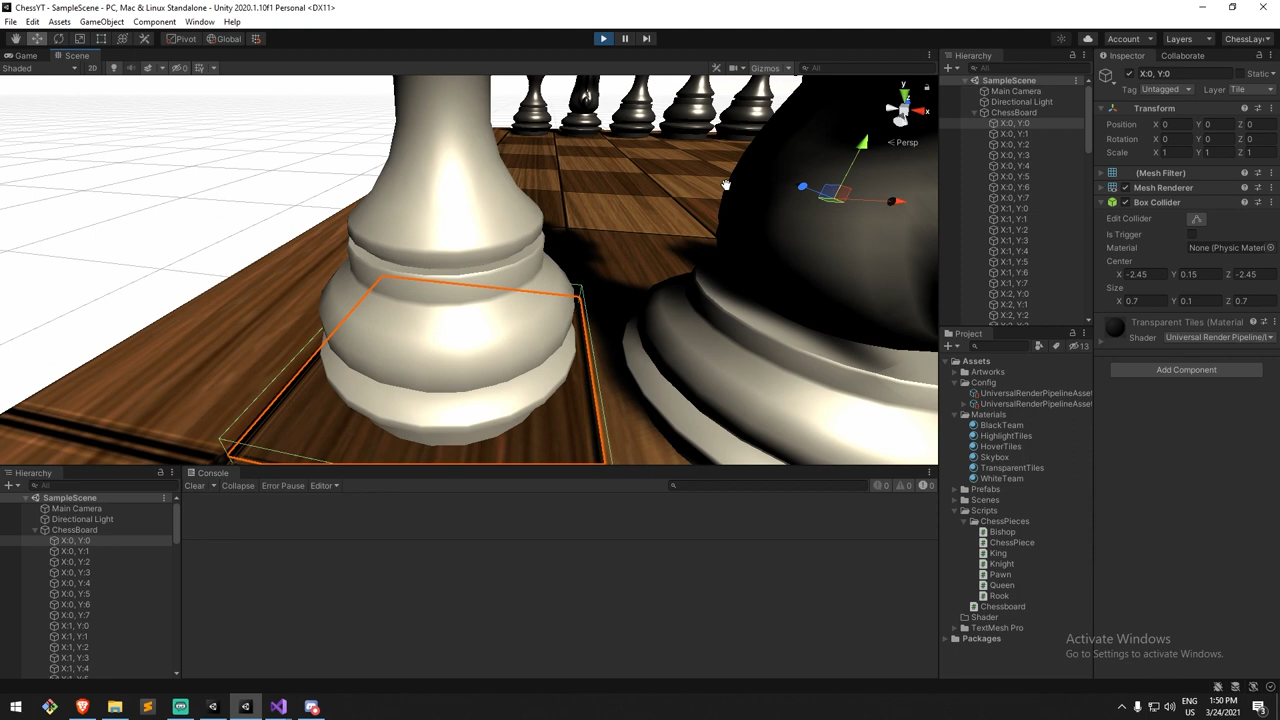 ChessYT - SampleScene - PC, Mac & Linux Standalone - Unity 2020.1.10f1 Personal <DX11>
File Edit Assets GameObject Component Window Help
Pivot Global Account Layers ChessLay
Game Scene
Shaded 2D 0 Gizmos All
y
x
Persp
Hierarchy
All
SampleScene
Main Camera
Directional Light
ChessBoard
X:0, Y:0
X:0, Y:1
X:0, Y:2
X:0, Y:3
X:0, Y:4
X:0, Y:5
X:0, Y:6
X:0, Y:7
X:1, Y:0
X:1, Y:1
X:1, Y:2
X:1, Y:3
X:1, Y:4
X:1, Y:5
X:1, Y:6
X:1, Y:7
X:2, Y:0
X:2, Y:1
X:2, Y:2
Inspector Collaborate
X:0, Y:0 Static
Tag Untagged Layer Tile
Transform
Position X 0 Y 0 Z 0
Rotation X 0 Y 0 Z 0
Scale X 1 Y 1 Z 1
(Mesh Filter)
Mesh Renderer
Box Collider
Edit Collider
Is Trigger
Material None (Physic Materi
Center
X -2.45 Y 0.15 Z -2.45
Size
X 0.7 Y 0.1 Z 0.7
Transparent Tiles (Material
Shader Universal Render Pipeline/l
Add Component
Project
13
Assets
Artworks
Config
UniversalRenderPipelineAsset
UniversalRenderPipelineAsset
Materials
BlackTeam
HighlightTiles
HoverTiles
Skybox
TransparentTiles
WhiteTeam
Prefabs
Scenes
Scripts
ChessPieces
Bishop
ChessPiece
King
Knight
Pawn
Queen
Rook
Chessboard
Shader
TextMesh Pro
Packages
Hierarchy
All
SampleScene
Main Camera
Directional Light
ChessBoard
X:0, Y:0
X:0, Y:1
X:0, Y:2
X:0, Y:3
X:0, Y:4
X:0, Y:5
X:0, Y:6
X:0, Y:7
X:1, Y:0
X:1, Y:1
X:1, Y:2
X:1, Y:3
X:1, Y:4
Console
Clear Collapse Error Pause Editor 0 0 0
Activate Windows
Go to Settings to activate Windows.
ENG
US
1:50 PM
3/24/2021
3